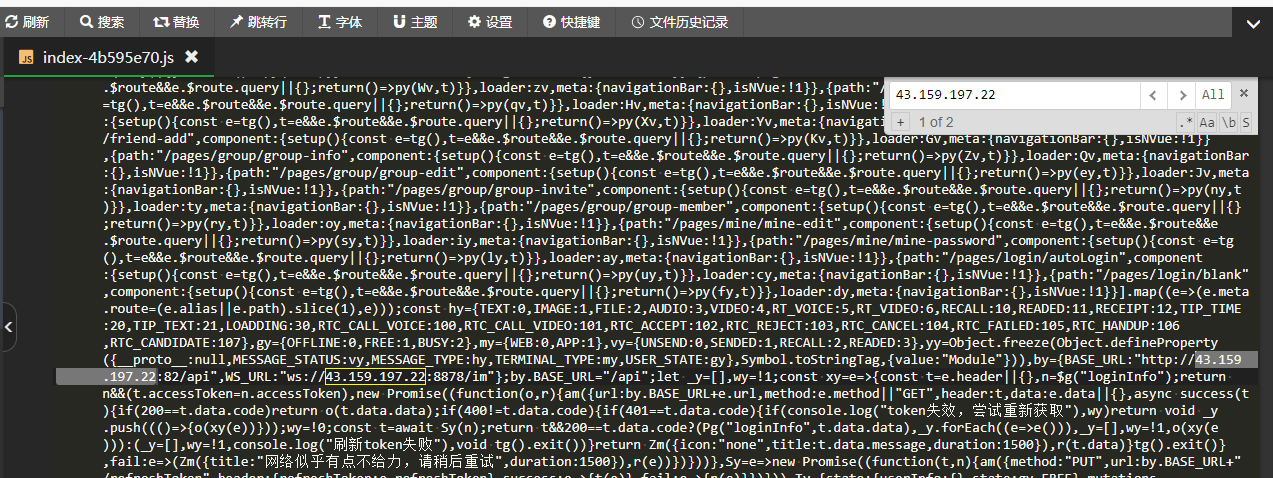 刷新 搜索 替换 跳转行 字体 主题 设置 快捷键 文件历史记录
index-4b595e70.js
.$route&&e.$route.query||{};return()=>py(Wv,t)}},loader:zv,meta:{navigationBar:{},isNVue:!1}},{path:"/
43.159.197.22 All
=tg(),t=e&&e.$route&&e.$route.query||{};return()=>py(qv,t)}},loader:Hv,meta:{navigationBar:{},isNVue:!
+ 1 of 2 .* Aa \b S
:{setup(){const e=tg(),t=e&&e.$route&&e.$route.query||{};return()=>py(Xv,t)}},loader:Yv,meta:{navigati
/friend-add",component:{setup(){const e=tg(),t=e&&e.$route&&e.$route.query||{};return()=>py(Kv,t)}},loader:Gv,meta:{navigationBar:{},isNVue:!1}}
,{path:"/pages/group/group-info",component:{setup(){const e=tg(),t=e&&e.$route&&e.$route.query||{};return()=>py(Zv,t)}},loader:Qv,meta:{navigationBar
:{},isNVue:!1}},{path:"/pages/group/group-edit",component:{setup(){const e=tg(),t=e&&e.$route&&e.$route.query||{};return()=>py(ey,t)}},loader:Jv,meta
:{navigationBar:{},isNVue:!1}},{path:"/pages/group/group-invite",component:{setup(){const e=tg(),t=e&&e.$route&&e.$route.query||{};return()=>py(ny,t
)}},loader:ty,meta:{navigationBar:{},isNVue:!1}},{path:"/pages/group/group-member",component:{setup(){const e=tg(),t=e&&e.$route&&e.$route.query||{}
;return()=>py(ry,t)}},loader:oy,meta:{navigationBar:{},isNVue:!1}},{path:"/pages/mine/mine-edit",component:{setup(){const e=tg(),t=e&&e.$route&&e
.$route.query||{};return()=>py(sy,t)}},loader:iy,meta:{navigationBar:{},isNVue:!1}},{path:"/pages/mine/mine-password",component:{setup(){const e=tg
(),t=e&&e.$route&&e.$route.query||{};return()=>py(ly,t)}},loader:ay,meta:{navigationBar:{},isNVue:!1}},{path:"/pages/login/autoLogin",component
:{setup(){const e=tg(),t=e&&e.$route&&e.$route.query||{};return()=>py(uy,t)}},loader:cy,meta:{navigationBar:{},isNVue:!1}},{path:"/pages/login/blank"
,component:{setup(){const e=tg(),t=e&&e.$route&&e.$route.query||{};return()=>py(fy,t)}},loader:dy,meta:{navigationBar:{},isNVue:!1}}].map((e=>(e.meta
.route=(e.alias||e.path).slice(1),e)));const hy={TEXT:0,IMAGE:1,FILE:2,AUDIO:3,VIDEO:4,RT_VOICE:5,RT_VIDEO:6,RECALL:10,READED:11,RECEIPT:12,TIP_TIME
:20,TIP_TEXT:21,LOADDING:30,RTC_CALL_VOICE:100,RTC_CALL_VIDEO:101,RTC_ACCEPT:102,RTC_REJECT:103,RTC_CANCEL:104,RTC_FAILED:105,RTC_HANDUP:106
,RTC_CANDIDATE:107},gy={OFFLINE:0,FREE:1,BUSY:2},my={WEB:0,APP:1},vy={UNSEND:0,SENDED:1,RECALL:2,READED:3},yy=Object.freeze(Object.defineProperty
({__proto__:null,MESSAGE_STATUS:vy,MESSAGE_TYPE:hy,TERMINAL_TYPE:my,USER_STATE:gy},Symbol.toStringTag,{value:"Module"})),by={BASE_URL:"http://43.159
.197.22:82/api",WS_URL:"ws://43.159.197.22:8878/im"};by.BASE_URL="/api";let _y=[],wy=!1;const xy=e=>{const t=e.header||{},n=$g("loginInfo");return
n&&(t.accessToken=n.accessToken),new Promise((function(o,r){am({url:by.BASE_URL+e.url,method:e.method||"GET",header:t,data:e.data||{},async success(t
){if(200==t.data.code)return o(t.data.data);if(400!=t.data.code){if(401==t.data.code){if(console.log("token失效，尝试重新获取"),wy)return void _y
.push((()=>{o(xy(e))}));wy=!0;const t=await Sy(n);return t&&200==t.data.code?(Pg("loginInfo",t.data.data),_y.forEach((e=>e())),_y=[],wy=!1,o(xy(e
))):(_y=[],wy=!1,console.log("刷新token失败"),void tg().exit())}return Zm({icon:"none",title:t.data.message,duration:1500}),r(t.data)}tg().exit()}
,fail:e=>(Zm({title:"网络似乎有点不给力，请稍后重试",duration:1500}),r(e))})}))},Sy=e=>new Promise((function(t,n){am({method:"PUT",url:by.BASE_URL+"